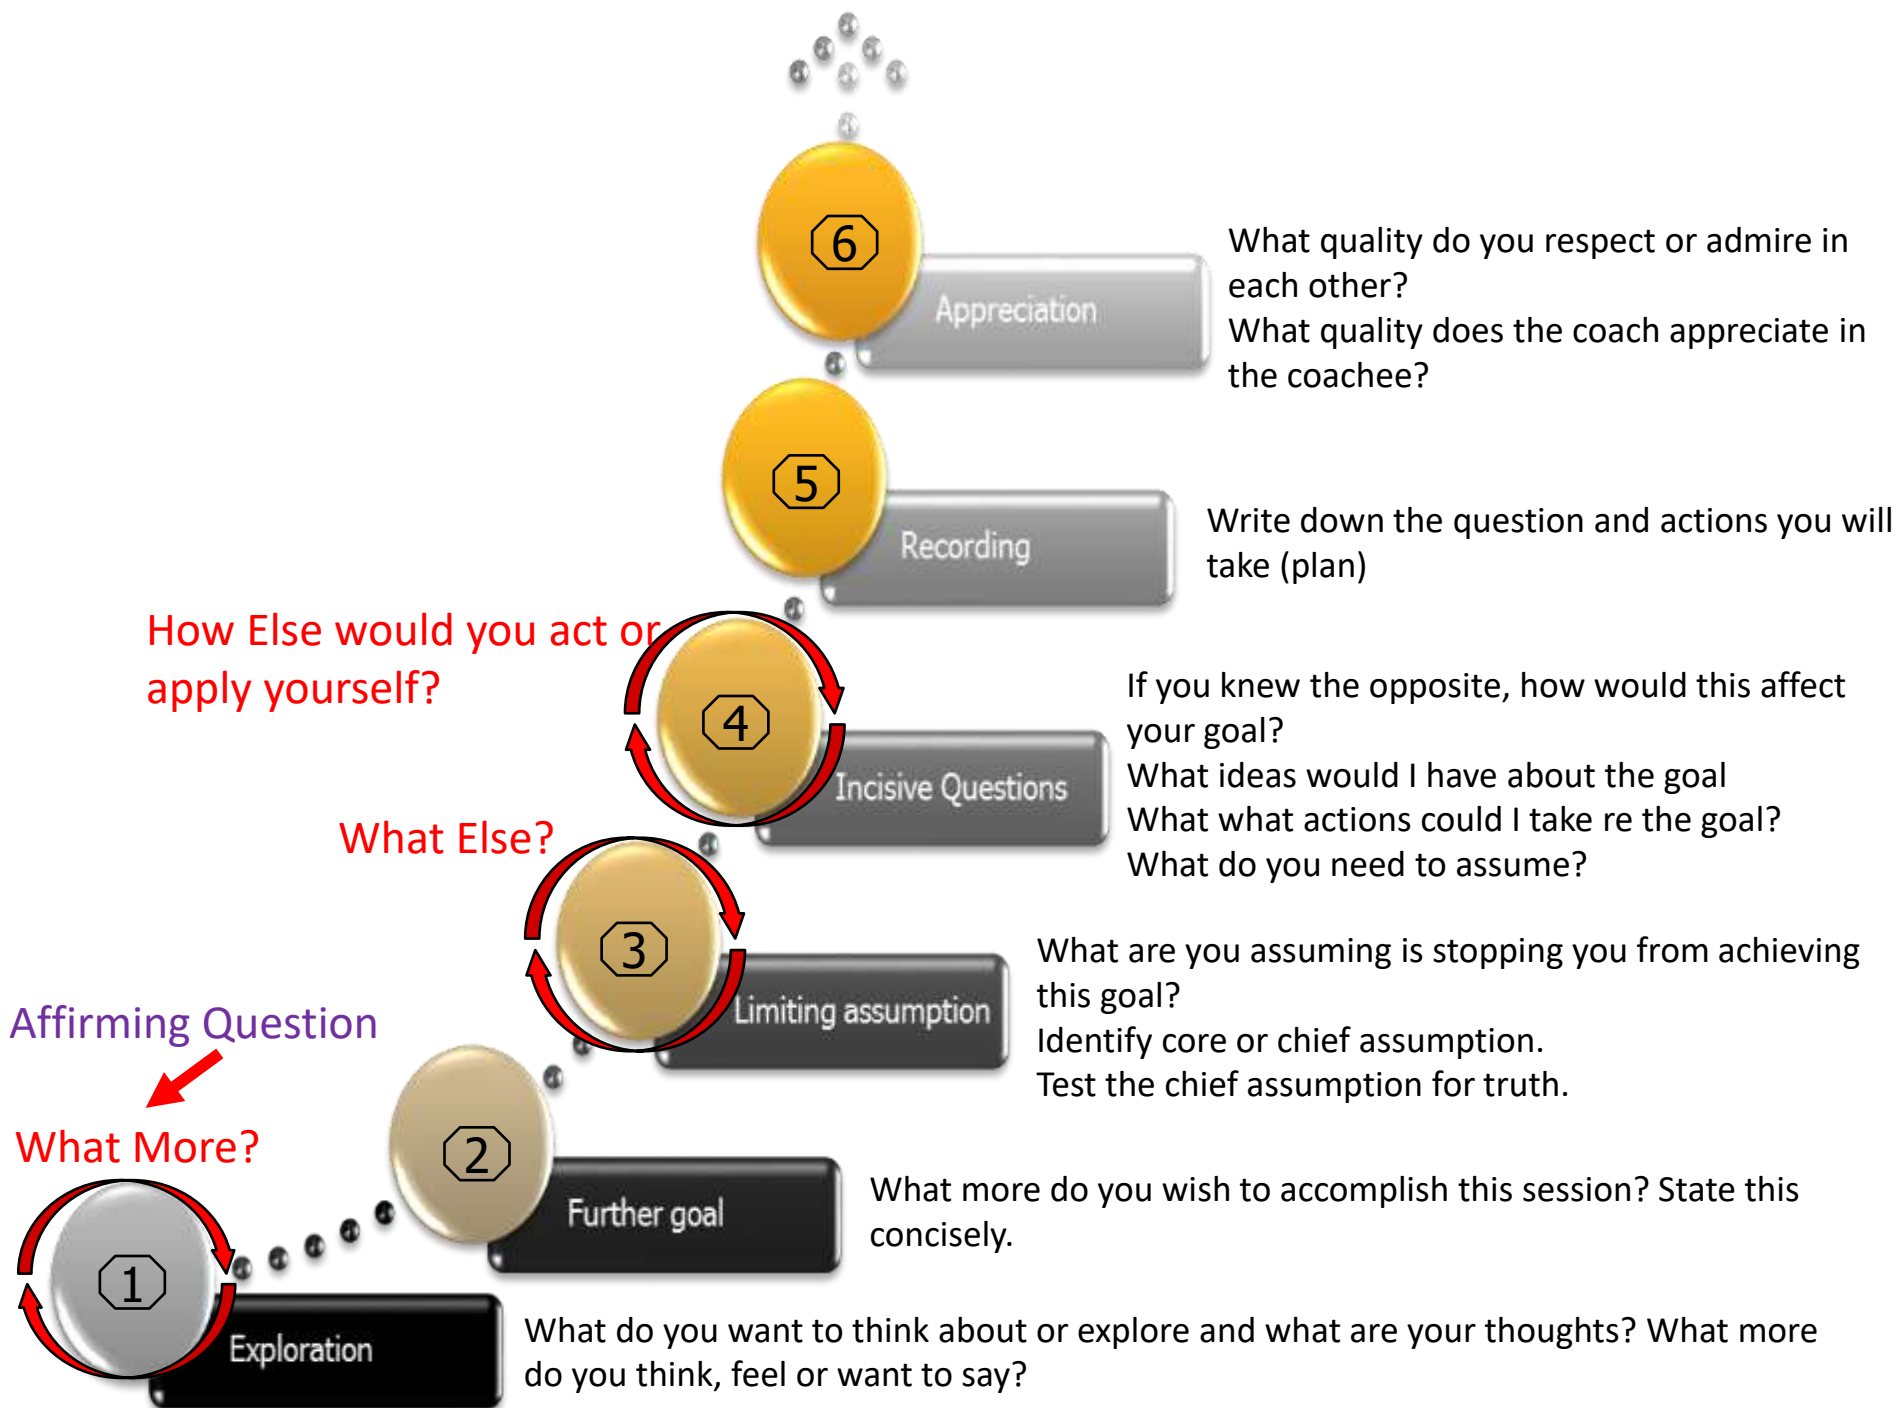 6
Appreciation
What quality do you respect or admire in
each other?
What quality does the coach appreciate in
the coachee?
5
Recording
Write down the question and actions you will
take (plan)
How Else would you act or
apply yourself?
4
Incisive Questions
If you knew the opposite, how would this affect
your goal?
What ideas would I have about the goal
What what actions could I take re the goal?
What do you need to assume?
What Else?
3
Limiting assumption
What are you assuming is stopping you from achieving
this goal?
Identify core or chief assumption.
Test the chief assumption for truth.
Affirming Question
What More?
2
Further goal
What more do you wish to accomplish this session? State this
concisely.
1
Exploration
What do you want to think about or explore and what are your thoughts? What more
do you think, feel or want to say?